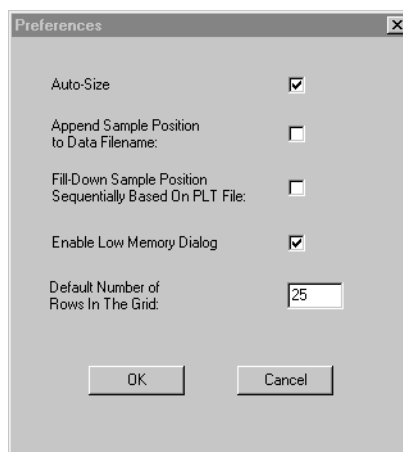 Preferences
Auto-Size
Append Sample Position
to Data Filename:
Fill-Down Sample Position
Sequentially Based On PLT File:
Enable Low Memory Dialog
Default Number of
Rows In The Grid:
25
OK
Cancel